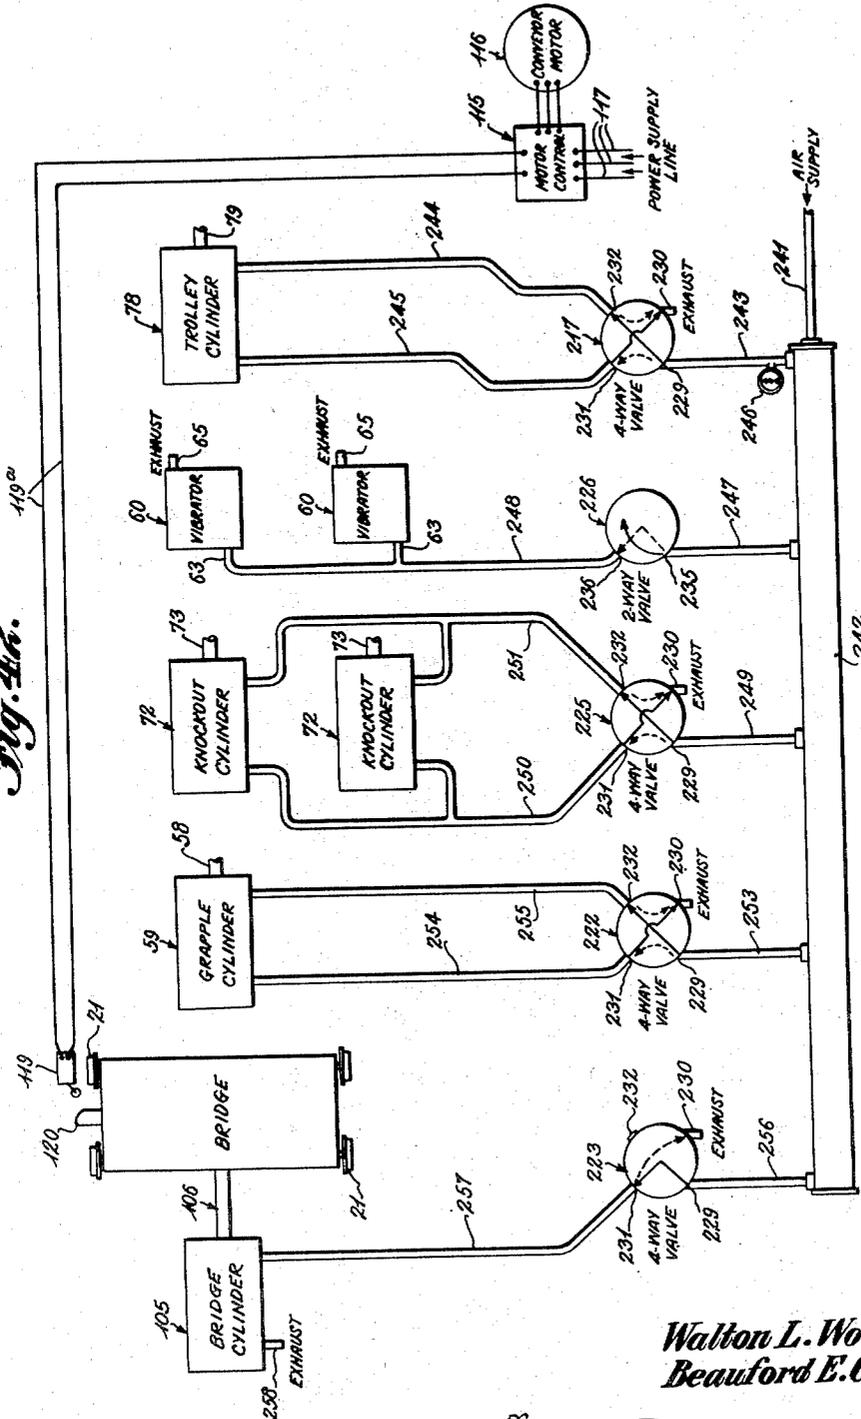 Fig. 4h.
119a
116
CONVEYOR
MOTOR
115
MOTOR
CONTROL
117
POWER SUPPLY
LINE
AIR
SUPPLY
241
78
TROLLEY
CYLINDER
79
244
245
217
232
230
EXHAUST
231
4-WAY
VALVE
229
243
246
EXHAUST
65
60
VIBRATOR
63
EXHAUST
65
60
VIBRATOR
63
248
226
236
2-WAY
VALVE
235
247
73
72
KNOCKOUT
CYLINDER
73
72
KNOCKOUT
CYLINDER
251
250
225
232
230
EXHAUST
231
4-WAY
VALVE
229
249
58
59
GRAPPLE
CYLINDER
255
254
222
232
230
EXHAUST
231
4-WAY
VALVE
229
253
119
21
120
BRIDGE
21
106
105
BRIDGE
CYLINDER
258
EXHAUST
257
223
232
230
EXHAUST
231
4-WAY
VALVE
229
256
Walton L.
Beauford E.